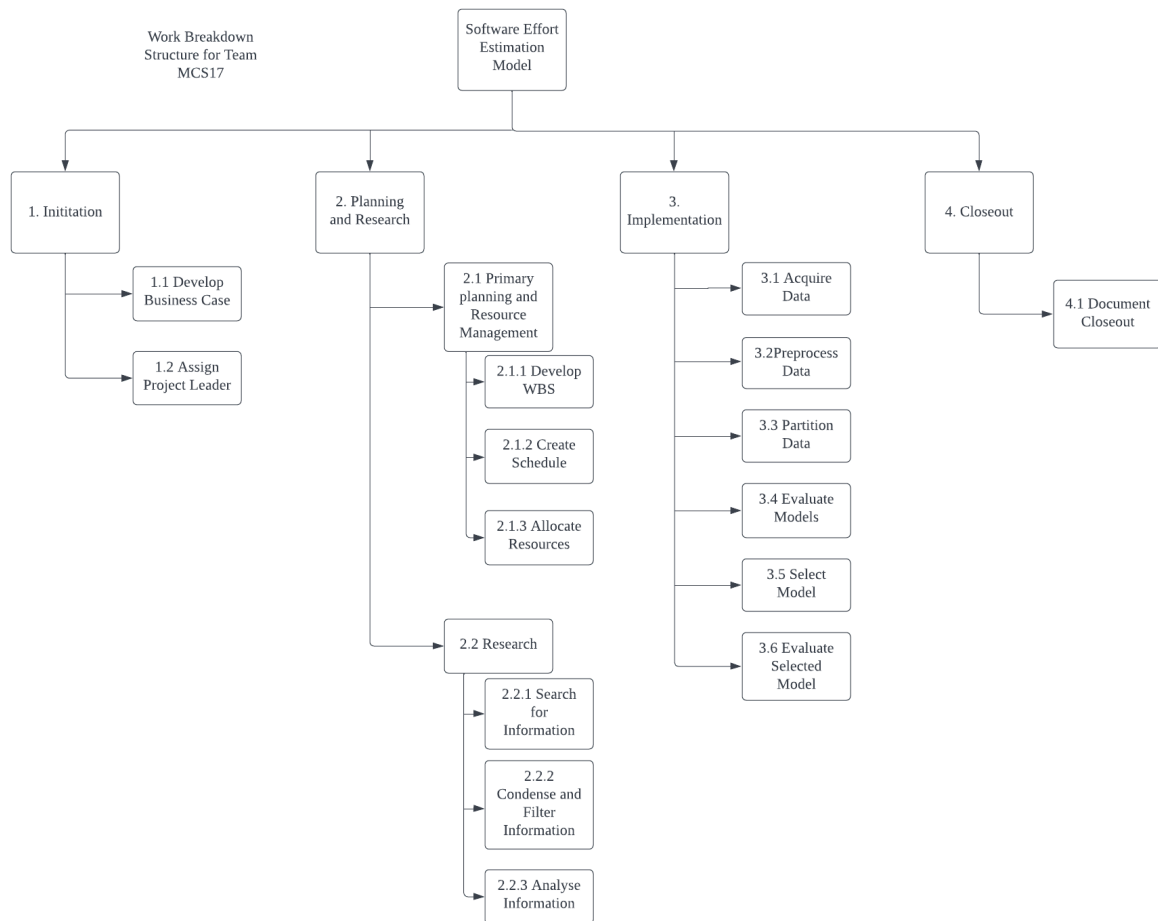 Work Breakdown
Structure for Team
MCS17
Software Effort
Estimation
Model
1. Inititation
2. Planning
and Research
3.
Implementation
4. Closeout
1.1 Develop
Business Case
1.2 Assign
Project Leader
2.1 Primary
planning and
Resource
Management
2.1.1 Develop
WBS
2.1.2 Create
Schedule
2.1.3 Allocate
Resources
2.2 Research
2.2.1 Search
for
Information
2.2.2
Condense and
Filter
Information
2.2.3 Analyse
Information
3.1 Acquire
Data
3.2Preprocess
Data
3.3 Partition
Data
3.4 Evaluate
Models
3.5 Select
Model
3.6 Evaluate
Selected
Model
4.1 Document
Closeout